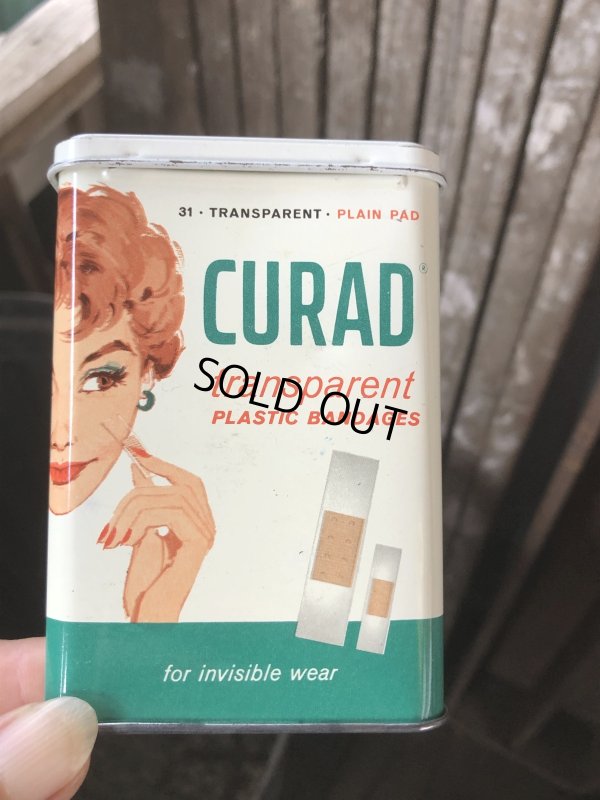 31 · TRANSPARENT · PLAIN PAD
CURAD®
transparent
SOLD OUT
PLASTIC BANDAGES
for invisible wear